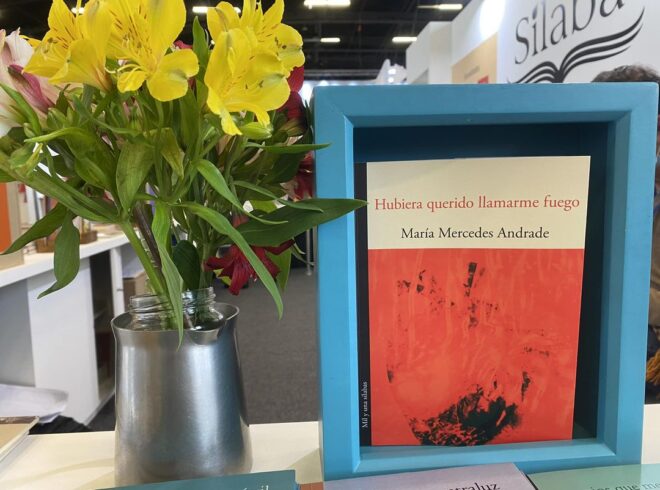 Sílaba
Hubiera querido llamarme fuego
María Mercedes Andrade
Mil y una sílabas